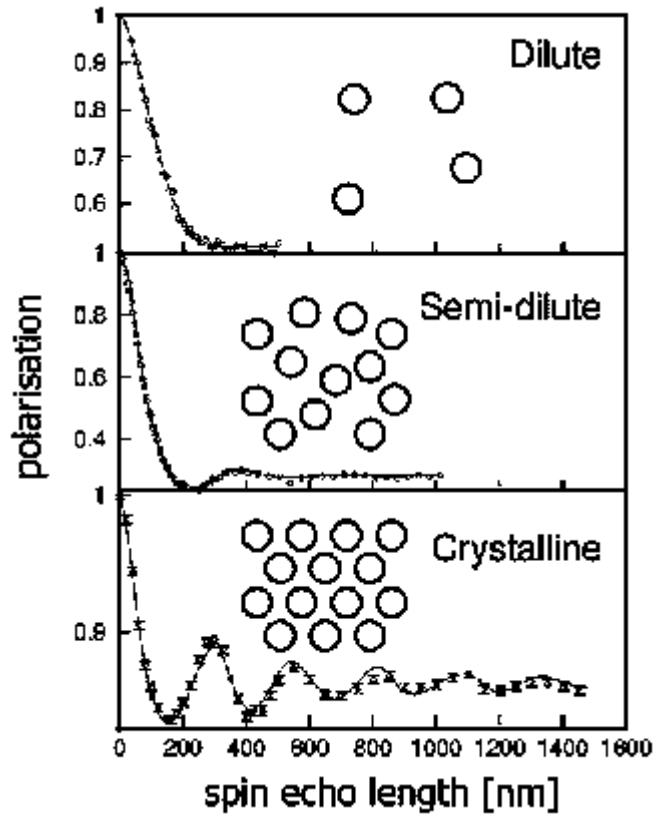 1
0.9
0.8
0.7
0.6
Dilute
1
0.8
0.6
0.4
Semi-dilute
1
0.9
Crystalline
polarisation
0 200 400 600 800 1000 1200 1400 1600
spin echo length [nm]